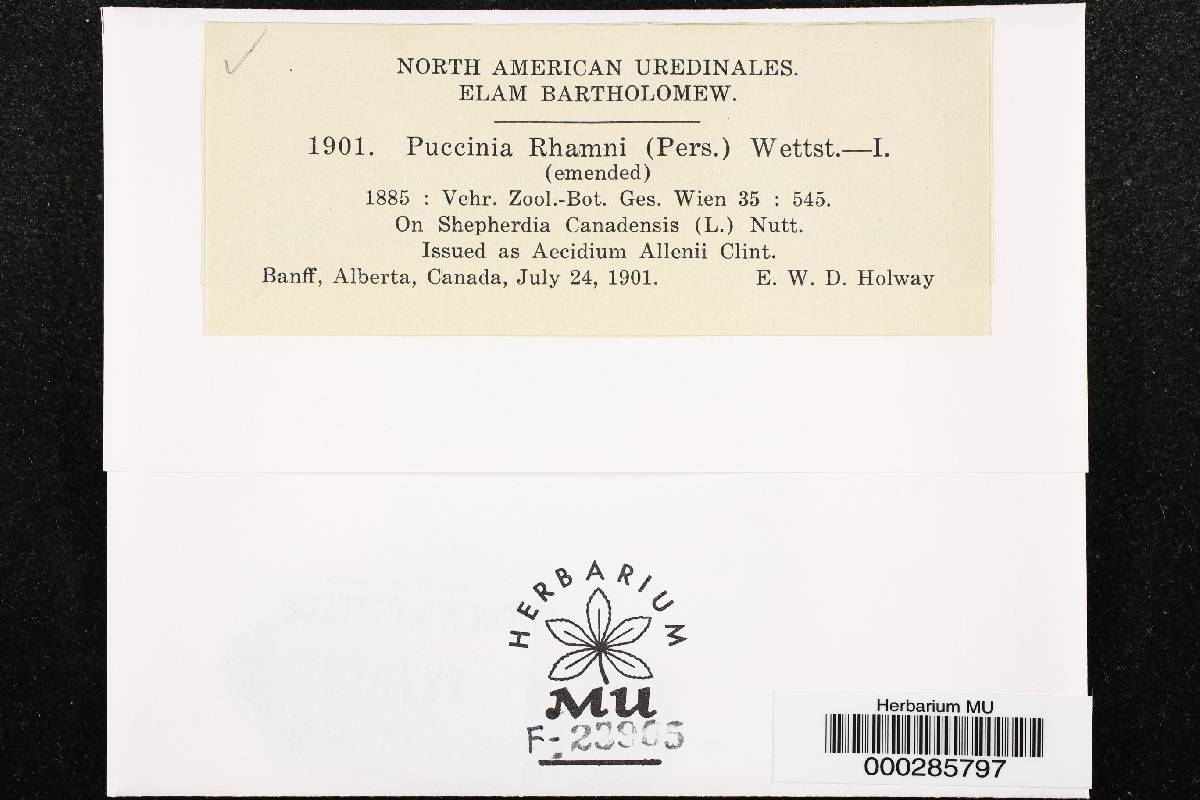 NORTH AMERICAN UREDINALES.
ELAM BARTHOLOMEW.
1901. Puccinia Rhamni (Pers.) Wettst.—I.
(emended)
1885 : Vehr. Zool.-Bot. Ges. Wien 35 : 545.
On Shepherdia Canadensis (L.) Nutt.
Issued as Aecidium Allenii Clint.
Banff, Alberta, Canada, July 24, 1901. E. W. D. Holway
HERBARIUM
MU
F- 23905
Herbarium MU
000285797